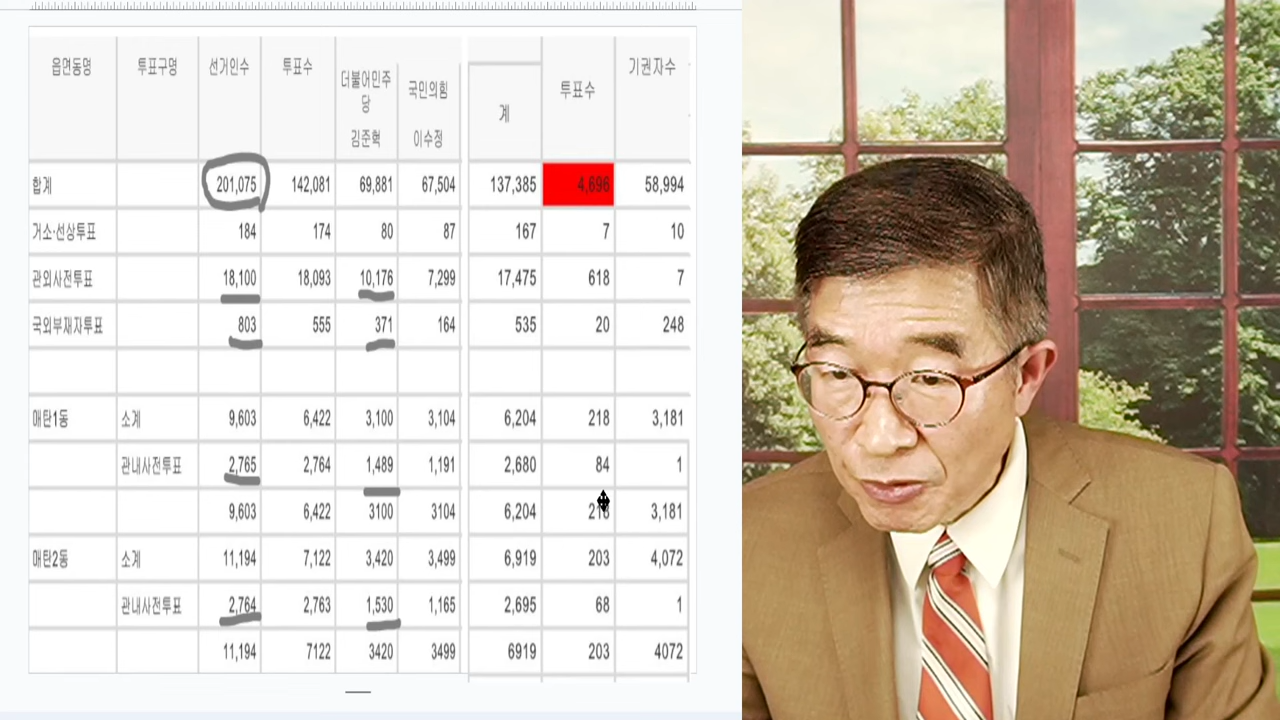 읍면동명 투표구명 선거인수 투표수 더불어민주당 김준혁 국민의힘 이수정 계 투표수 기권자수
합계 201,075 142,081 69,881 67,504 137,385 4,696 58,994
거소·선상투표 184 174 80 87 167 7 10
관외사전투표 18,100 18,093 10,176 7,299 17,475 618 7
국외부재자투표 803 555 371 164 535 20 248
매탄1동 소계 9,603 6,422 3,100 3,104 6,204 218 3,181
관내사전투표 2,765 2,764 1,489 1,191 2,680 84 1
9,603 6,422 3100 3104 6,204 218 3,181
매탄2동 소계 11,194 7,122 3,420 3,499 6,919 203 4,072
관내사전투표 2,764 2,763 1,530 1,165 2,695 68 1
11,194 7122 3420 3499 6919 203 4072